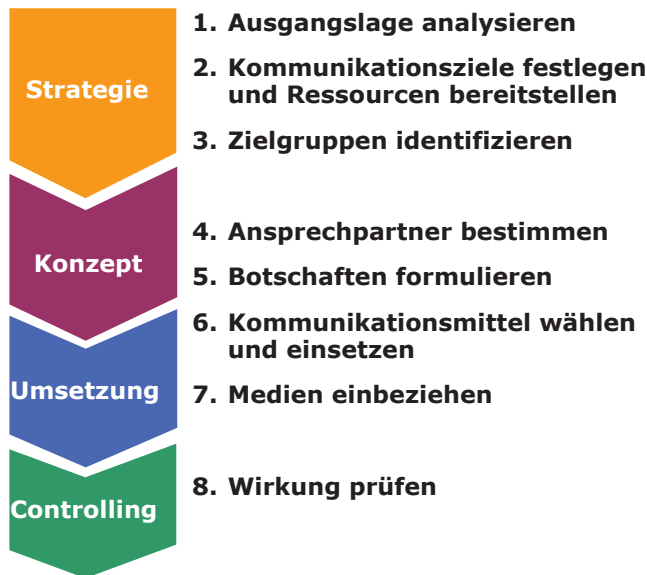 Strategie
1. Ausgangslage analysieren
2. Kommunikationsziele festlegen
und Ressourcen bereitstellen
3. Zielgruppen identifizieren
Konzept
4. Ansprechpartner bestimmen
5. Botschaften formulieren
6. Kommunikationsmittel wählen
und einsetzen
Umsetzung
7. Medien einbeziehen
Controlling
8. Wirkung prüfen